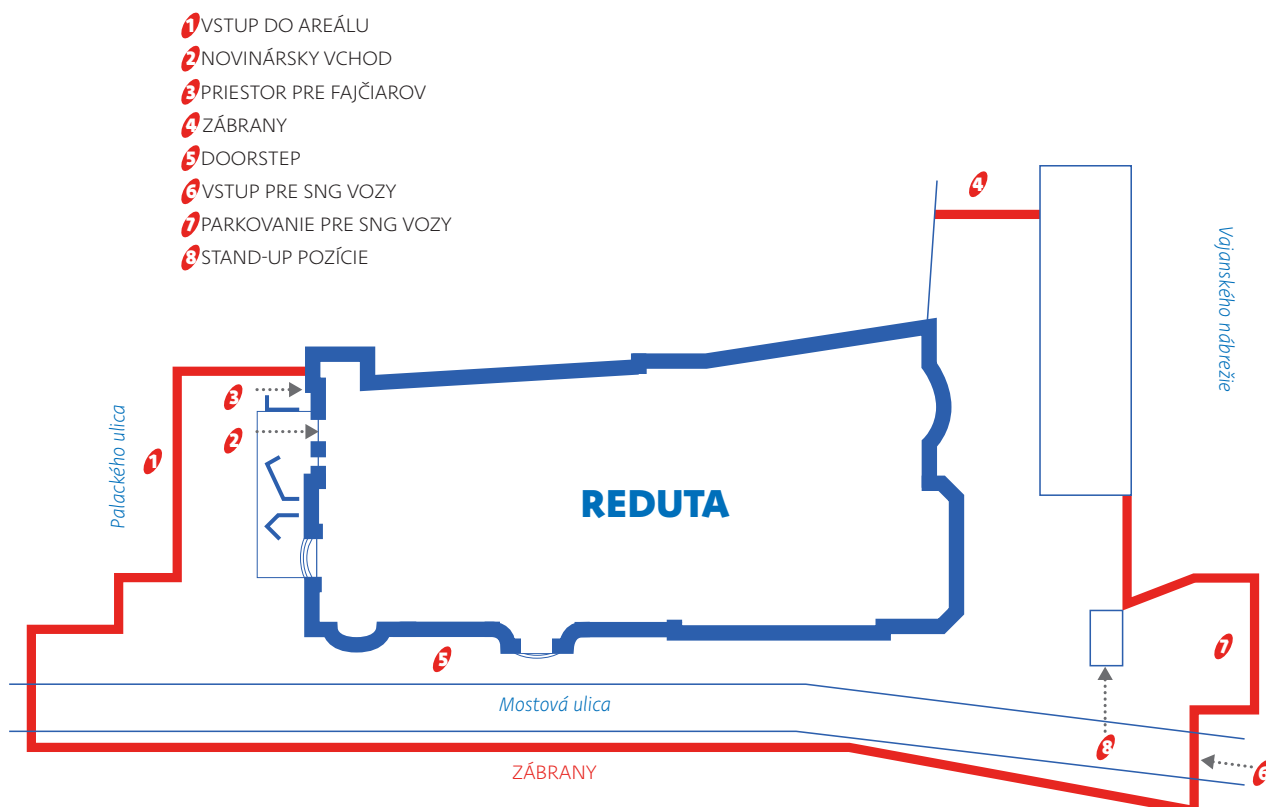 1 VSTUP DO AREÁLU
2 NOVINÁRSKY VCHOD
3 PRIESTOR PRE FAJČIAROV
4 ZÁBRANY
5 DOORSTEP
6 VSTUP PRE SNG VOZY
7 PARKOVANIE PRE SNG VOZY
8 STAND-UP POZÍCIE
4
Vajanského nábrežie
3
2
1
Palackého ulica
REDUTA
5
7
Mostová ulica
8
6
ZÁBRANY